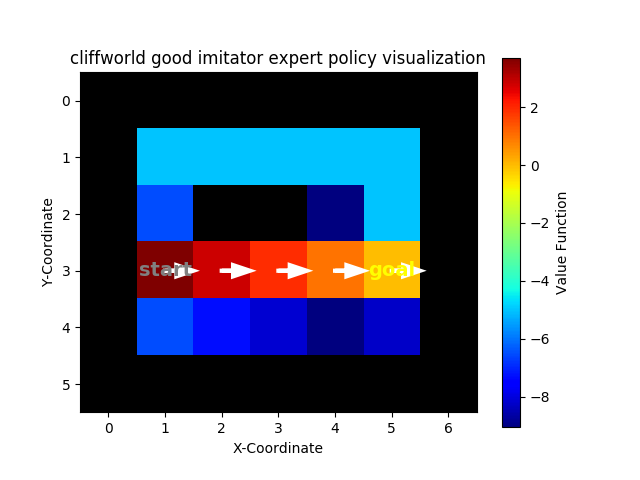 cliffworld good imitator expert policy visualization
0
1
2
3
4
5
Y-Coordinate
start
goal
0 1 2 3 4 5 6
X-Coordinate
2
0
−2
−4
−6
−8
Value Function